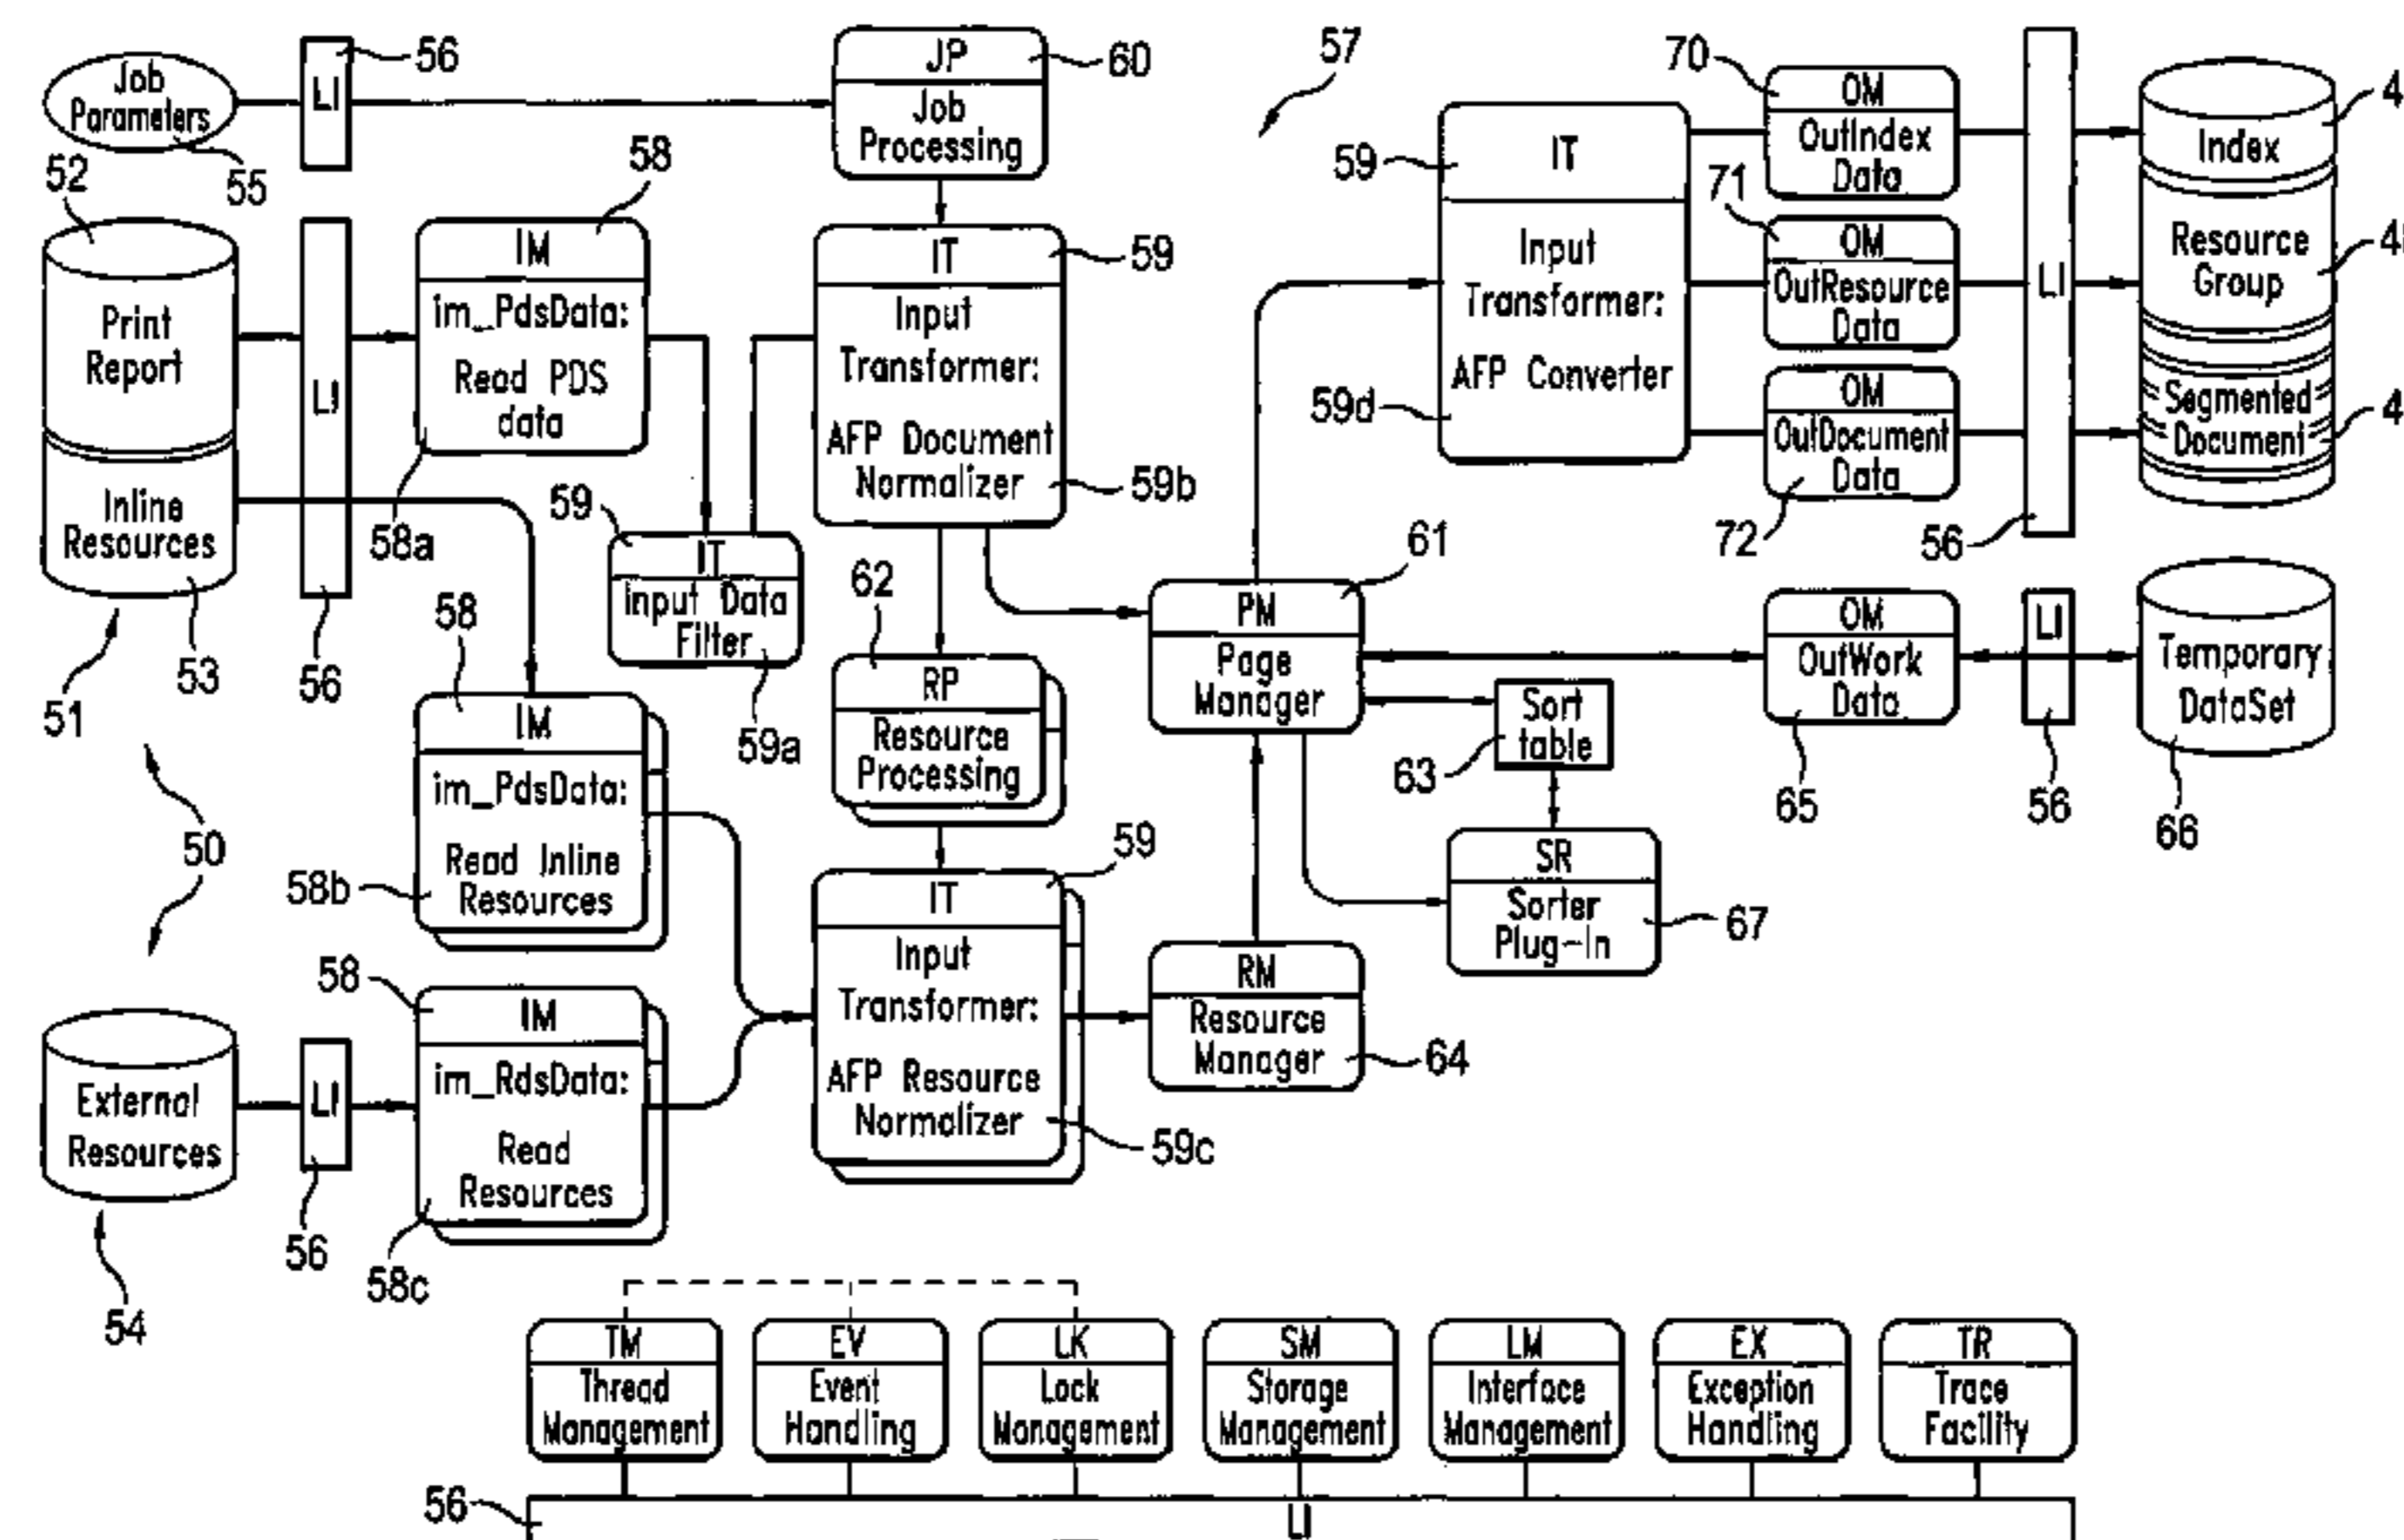 Job
Parameters
55
LI
56
JP
Job
Processing
60
57
52
Print
Report
Inline
Resources
53
51
LI
56
58
IM
im_PdsData:
Read PDS
data
58a
59
IT
Input Data
Filter
59a
IT
59
Input
Transformer:
AFP Document
Normalizer
59b
62
RP
Resource
Processing
58
IM
im_PdsData:
Read Inline
Resources
58b
50
External
Resources
54
LI
56
58
IM
im_RdsData:
Read
Resources
58c
59
IT
Input
Transformer:
AFP Resource
Normalizer
59c
RM
Resource
Manager
64
61
PM
Page
Manager
Sort
table
63
SR
Sorter
Plug-In
67
59
IT
Input
Transformer:
AFP Converter
59d
70
OM
OutIndex
Data
71
OM
OutResource
Data
OM
OutDocument
Data
72
LI
56
Index
Resource
Group
Segmented
Document
OM
OutWork
Data
65
LI
56
Temporary
DataSet
66
TM
Thread
Management
EV
Event
Handling
LK
Lock
Management
SM
Storage
Management
LM
Interface
Management
EX
Exception
Handling
TR
Trace
Facility
56
LI